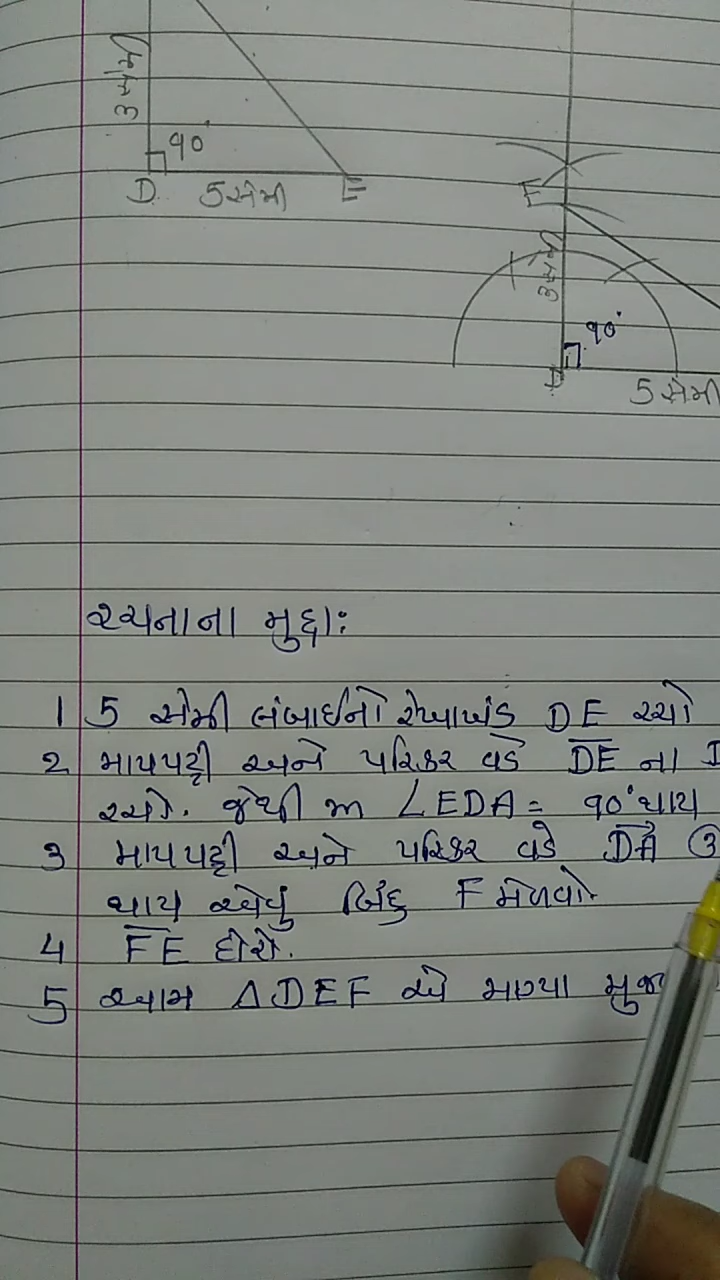 3 સેમી
90°
D 5 સેમી E
F
3 સેમી
90°
D
5 સેમી
રચનાના મુદ્દા:
1 5 સેમી લંબાઈનો રેખાખંડ DE રચો
2 માપપટ્ટી અને પરિકર વડે DE ના
રચો. જેથી m ∠EDA = 90° થાય
3 માપપટ્ટી અને પરિકર વડે DA 3
થાય એવું બિંદુ F મેળવો
4 FE દોરો.
5 આમ ΔDEF એ માગ્યા